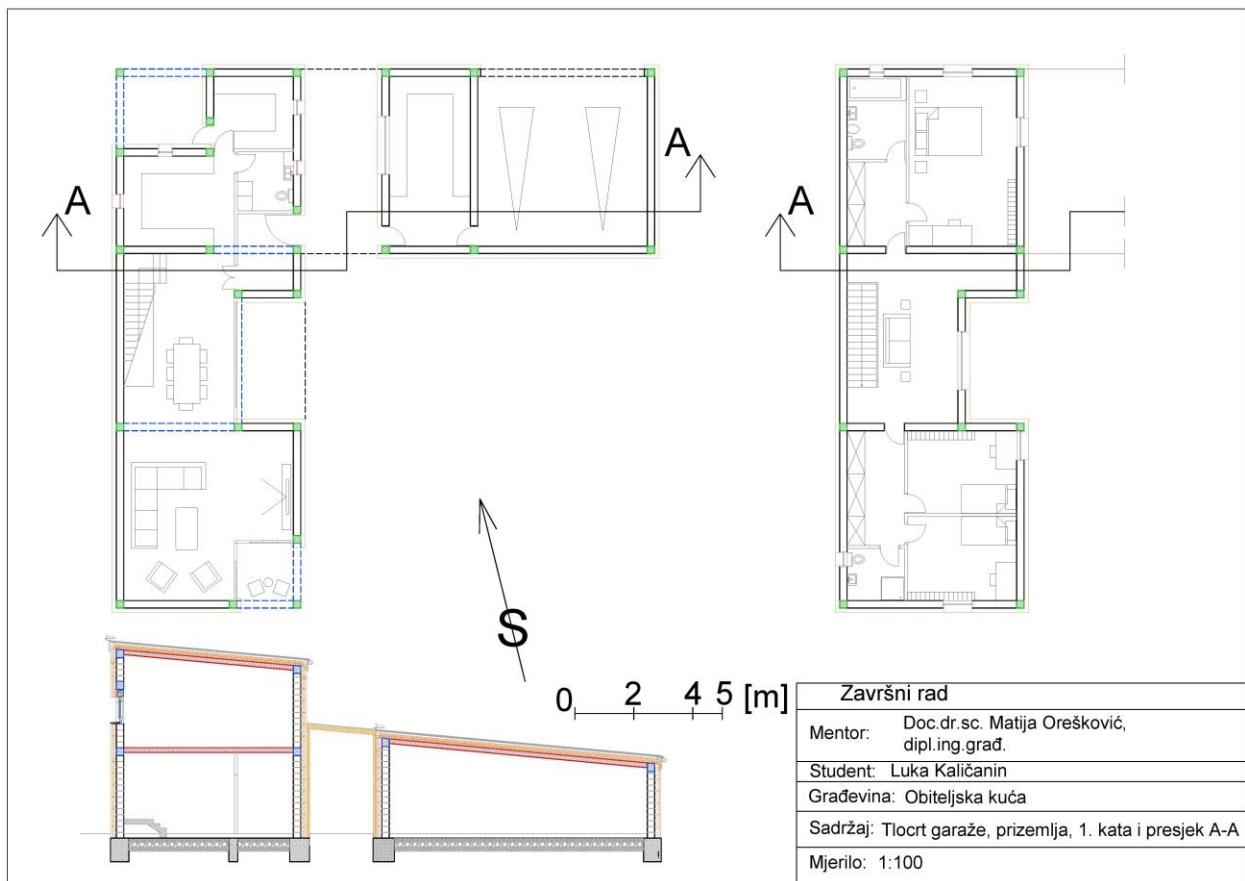 A
A
A
S
0 2 4 5 [m]
Završni rad
Mentor: Doc.dr.sc. Matija Orešković,
dipl.ing.građ.
Student: Luka Kaličanin
Građevina: Obiteljska kuća
Sadržaj: Tlocrt garaže, prizemlja, 1. kata i presjek A-A
Mjerilo: 1:100